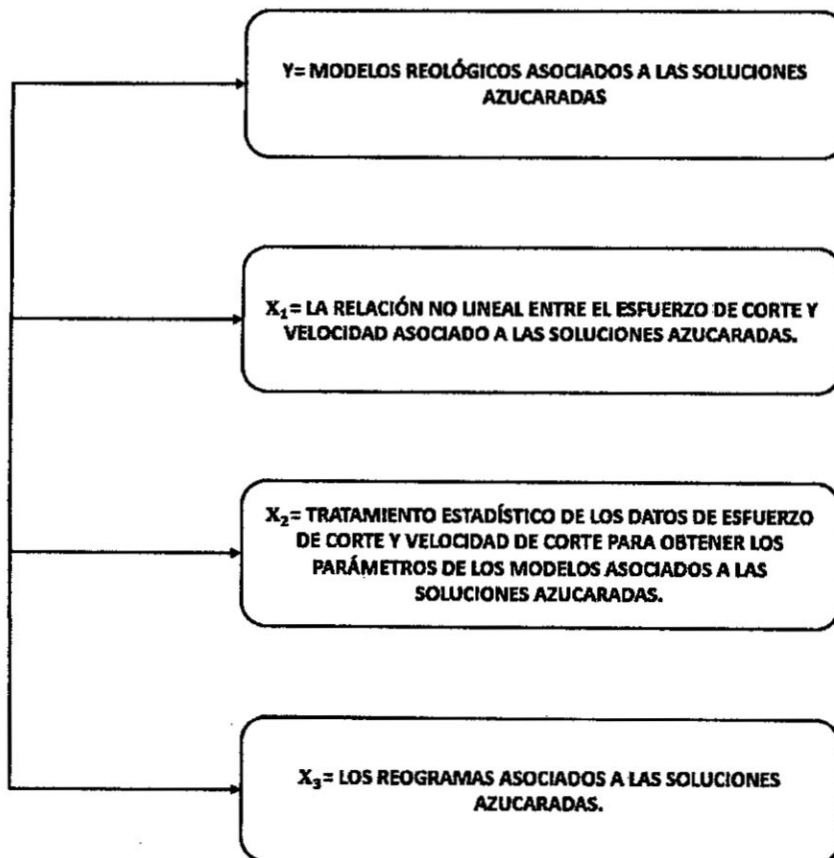 Y= MODELOS REOLÓGICOS ASOCIADOS A LAS SOLUCIONES
AZUCARADAS
X₁= LA RELACIÓN NO LINEAL ENTRE EL ESFUERZO DE CORTE Y
VELOCIDAD ASOCIADO A LAS SOLUCIONES AZUCARADAS.
X₂= TRATAMIENTO ESTADÍSTICO DE LOS DATOS DE ESFUERZO
DE CORTE Y VELOCIDAD DE CORTE PARA OBTENER LOS
PARÁMETROS DE LOS MODELOS ASOCIADOS A LAS
SOLUCIONES AZUCARADAS.
X₃= LOS REOGRAMAS ASOCIADOS A LAS SOLUCIONES
AZUCARADAS.